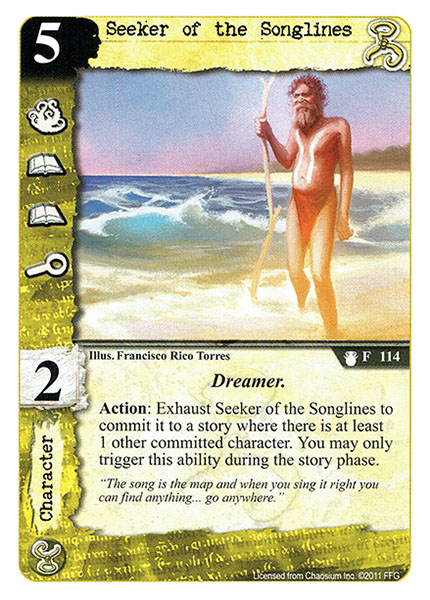 5
Seeker of the Songlines
Illus. Francisco Rico Torres
F 114
2
Dreamer.
Action: Exhaust Seeker of the Songlines to
commit it to a story where there is at least
1 other committed character. You may only
trigger this ability during the story phase.
"The song is the map and when you sing it right you
can find anything... go anywhere."
Character
Licensed from Chaosium Inc. ©2011 FFG